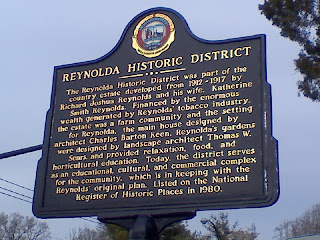 REYNOLDA HISTORIC DISTRICT
The Reynolda Historic District was part of the
country estate developed from 1912-1917 by
Richard Joshua Reynolds and his wife, Katherine
Smith Reynolds. Financed by the enormous
wealth generated by Reynolds' tobacco industry,
the estate was a farm community and the setting
for Reynolda, the main house designed by
architect Charles Barton Keen. Reynolda's gardens
were designed by landscape architect Thomas W.
Sears, and provided relaxation, food, and
horticultural education. Today, the district serves
as an educational, cultural, and commercial complex
for the community, which is in keeping with the
Reynolds' original plan. Listed on the National
Register of Historic Places in 1980.